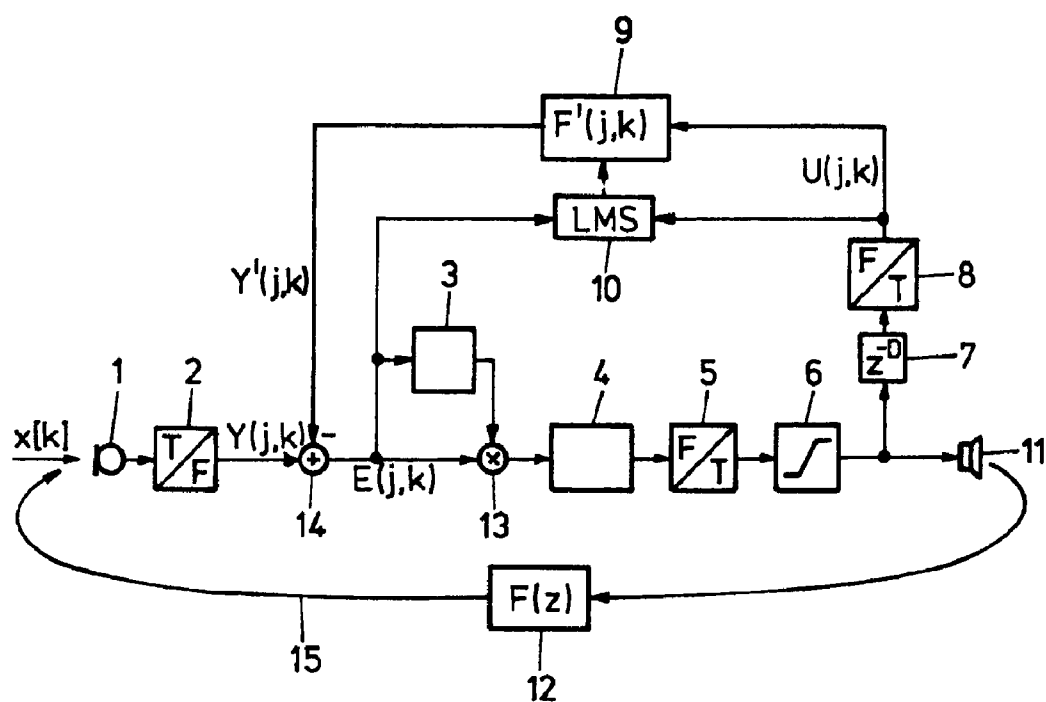 9
F'(j,k)
U(j,k)
LMS
10
F
T
8
Y'(j,k)
3
z^-D
7
1
2
4
5
6
x[k]
T
F
Y(j,k)
-
+
E(j,k)
×
F
T
11
14
13
F(z)
15
12